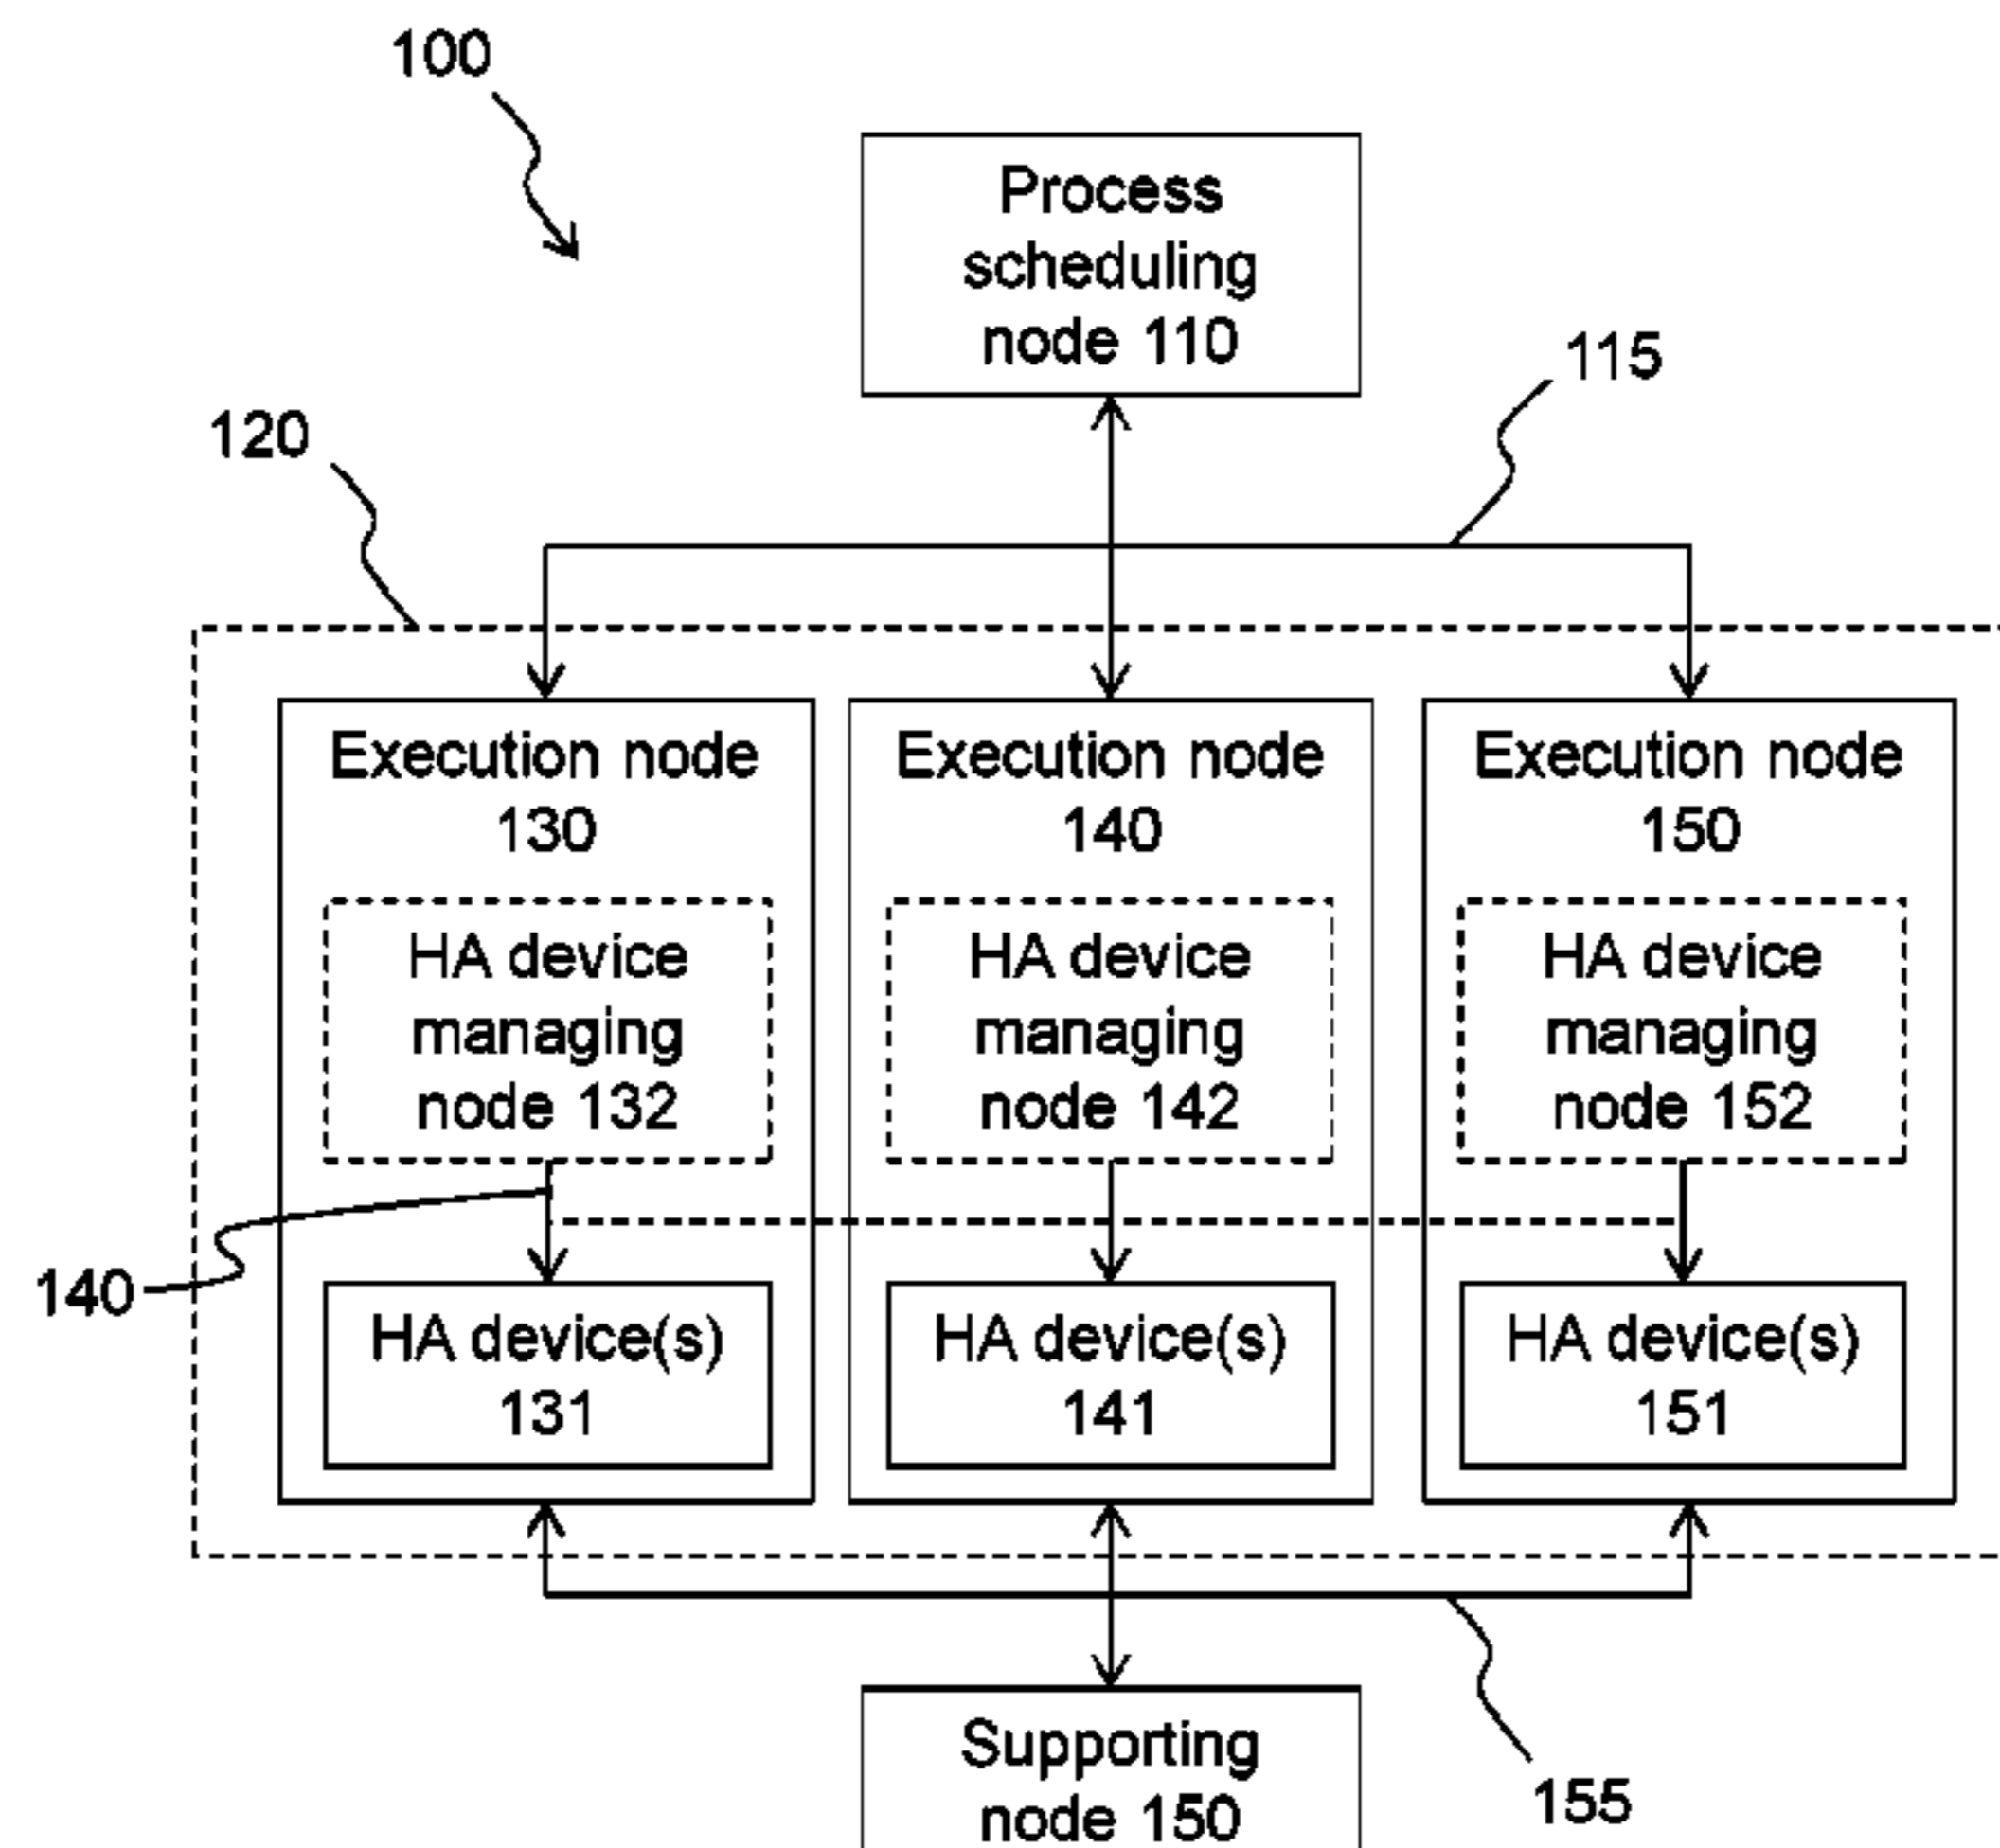 100
Process
scheduling
node 110
115
120
Execution node
130
Execution node
140
Execution node
150
HA device
managing
node 132
HA device
managing
node 142
HA device
managing
node 152
140
HA device(s)
131
HA device(s)
141
HA device(s)
151
Supporting
node 150
155